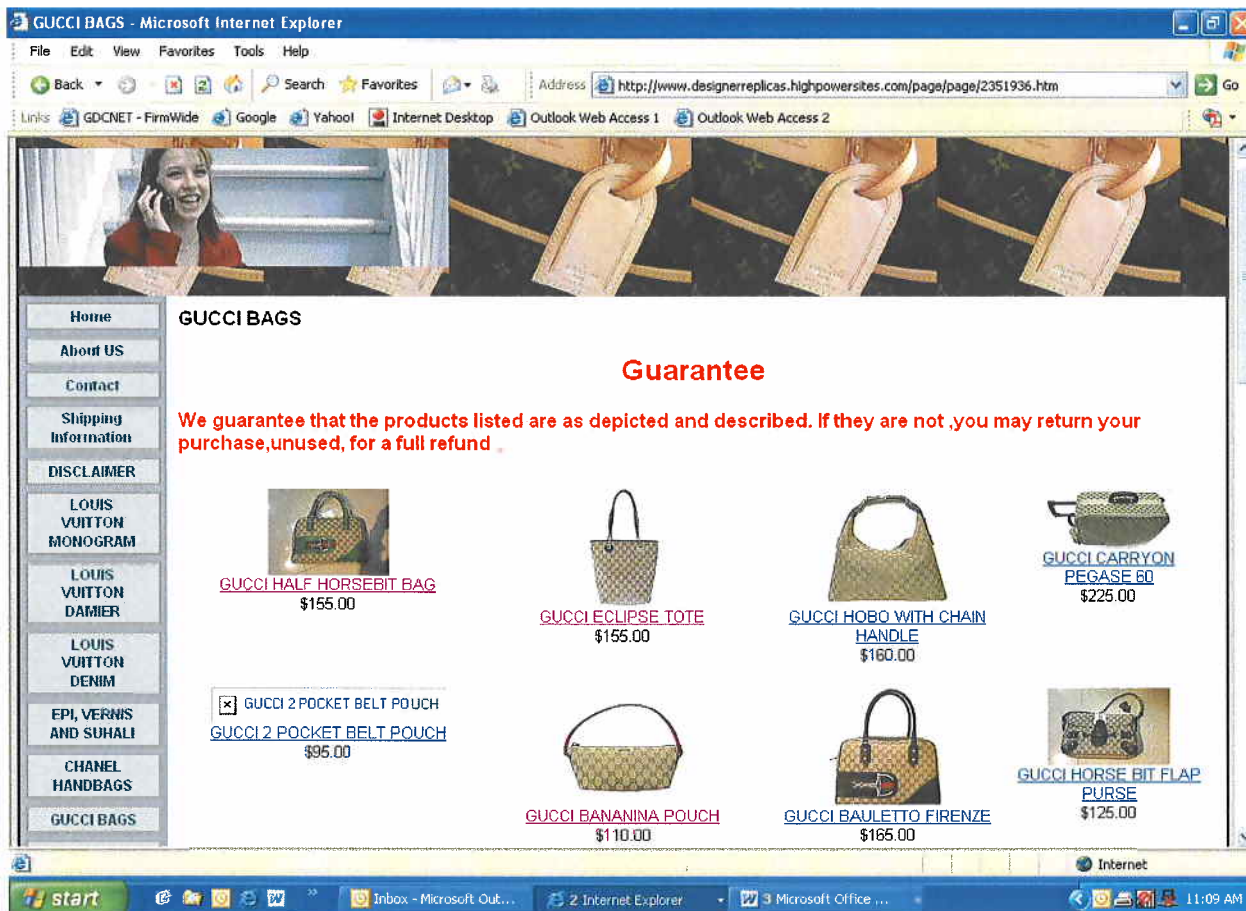 GUCCI BAGS - Microsoft Internet Explorer
File Edit View Favorites Tools Help
Back Search Favorites Address http://www.designerreplicas.highpowersites.com/page/page/2351936.htm Go
Links GDCNET - FirmWide Google Yahoo! Internet Desktop Outlook Web Access 1 Outlook Web Access 2
Home
About US
Contact
Shipping
Information
DISCLAIMER
LOUIS
VUITTON
MONOGRAM
LOUIS
VUITTON
DAMIER
LOUIS
VUITTON
DENIM
EPI, VERNIS
AND SUHALI
CHANEL
HANDBAGS
GUCCI BAGS
GUCCI BAGS
Guarantee
We guarantee that the products listed are as depicted and described. If they are not ,you may return your
purchase,unused, for a full refund .
GUCCI HALF HORSEBIT BAG
$155.00
GUCCI ECLIPSE TOTE
$155.00
GUCCI HOBO WITH CHAIN
HANDLE
$160.00
GUCCI CARRYON
PEGASE 60
$225.00
GUCCI 2 POCKET BELT POUCH
GUCCI 2 POCKET BELT POUCH
$95.00
GUCCI BANANINA POUCH
$110.00
GUCCI BAULETTO FIRENZE
$165.00
GUCCI HORSE BIT FLAP
PURSE
$125.00
Internet
start Inbox - Microsoft Out... 2 Internet Explorer 3 Microsoft Office ... 11:09 AM